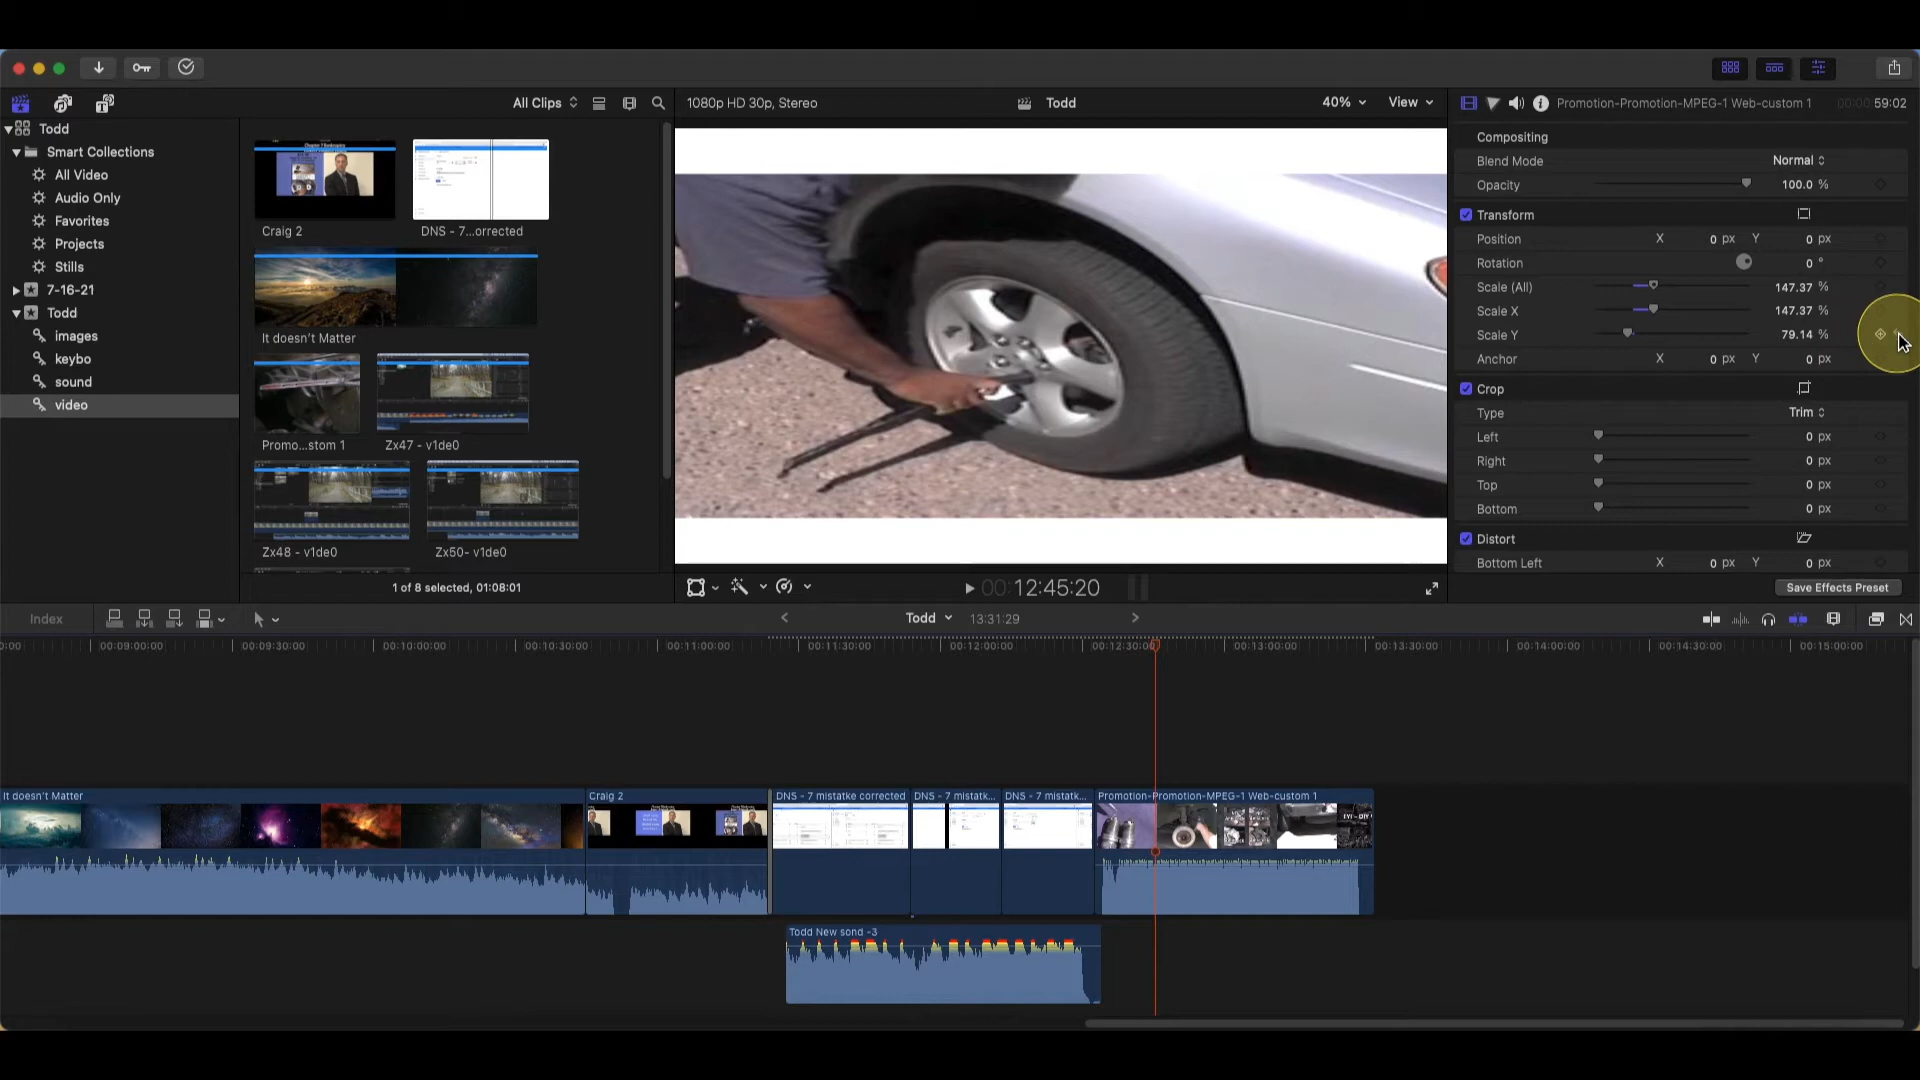 All Clips
1080p HD 30p, Stereo
Todd
40%
View
Promotion-Promotion-MPEG-1 Web-custom 1
00:00:59:02
Todd
Smart Collections
All Video
Audio Only
Favorites
Projects
Stills
7-16-21
Todd
images
keybo
sound
video
Craig 2
DNS - 7...orrected
It doesn't Matter
Promo...stom 1
Zx47 - v1de0
Zx48 - v1de0
Zx50- v1de0
1 of 8 selected, 01:08:01
00:12:45:20
Compositing
Blend Mode
Normal
Opacity
100.0 %
Transform
Position
X 0 px Y 0 px
Rotation
0 °
Scale (All)
147.37 %
Scale X
147.37 %
Scale Y
79.14 %
Anchor
X 0 px Y 0 px
Crop
Type
Trim
Left
0 px
Right
0 px
Top
0 px
Bottom
0 px
Distort
Bottom Left
X 0 px Y 0 px
Save Effects Preset
Index
Todd
13:31:29
0:00
00:09:00:00
00:09:30:00
00:10:00:00
00:10:30:00
00:11:00:00
00:11:30:00
00:12:00:00
00:12:30:00
00:13:00:00
00:13:30:00
00:14:00:00
00:14:30:00
00:15:00:00
It doesn't Matter
Craig 2
DNS - 7 mistatke corrected
DNS - 7 mistatk...
DNS - 7 mistatk...
Promotion-Promotion-MPEG-1 Web-custom 1
Todd New sond -3